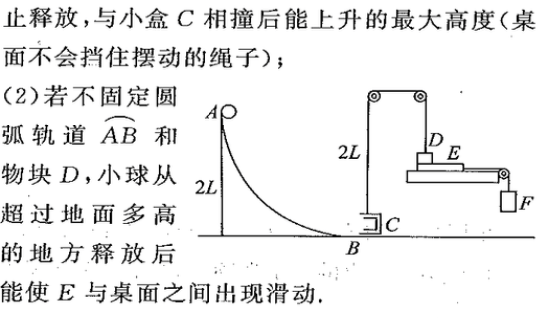 止释放,与小盒 C 相撞后能上升的最大高度(桌
面不会挡住摆动的绳子);
(2)若不固定圆
弧轨道 AB 和
物块 D,小球从
超过地面多高
的地方释放后
能使 E 与桌面之间出现滑动.
A
2L
B
2L
C
D
E
F